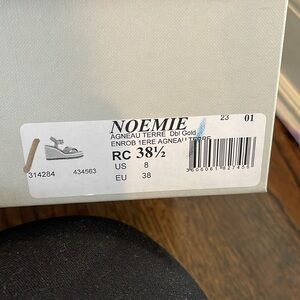 NOEMIE 23 01
AGNEAU TERRE Dbl Gold
ENROB 1ERE AGNEAU TERRE
RC 38½
US 8
EU 38
314284 434563